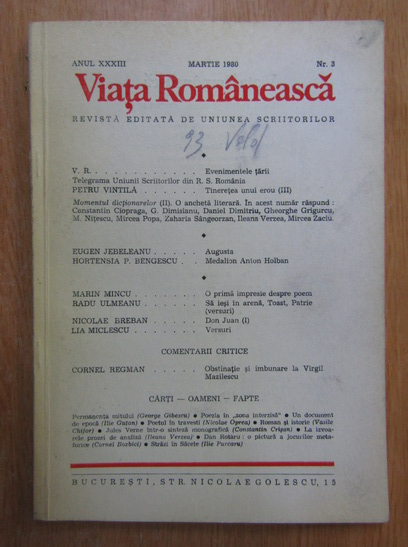 ANUL XXXIII MARTIE 1980 Nr. 3
Viața Românească
REVISTĂ EDITATĂ DE UNIUNEA SCRIITORILOR
93
V. R. . . . . . . . . . . Evenimentele țării
Telegrama Uniunii Scriitorilor din R. S. România
PETRU VINTILĂ . . . . . . Tinerețea unui erou (III)
Momentul dicționarelor (II). O anchetă literară. În acest număr răspund :
Constantin Ciopraga, G. Dimisianu, Daniel Dimitriu, Gheorghe Grigurcu,
M. Nițescu, Mircea Popa, Zaharia Sângeorzan, Ileana Verzea, Mircea Zaciu.
EUGEN JEBELEANU . . . . . Augusta
HORTENSIA P. BENGESCU . . Medalion Anton Holban
MARIN MINCU . . . . . . . O primă impresie despre poem
RADU ULMEANU . . . . . . Să ieși în arenă, Toast, Patrie
(versuri)
NICOLAE BREBAN . . . . . Don Juan (I)
LIA MICLESCU . . . . . . . Versuri
COMENTARII CRITICE
CORNEL REGMAN . . . . . Obstinație și îmbunare la Virgil
Mazilescu
CĂRȚI — OAMENI — FAPTE
Permanența mitului (George Gibescu) ● Poezia în „zona interzisă" ● Un document
de epocă (Ilie Guțan) ● Poetul în travesti (Nicolae Oprea) ● Roman și istorie (Vasile
Chifor) ● Jules Verne într-o sinteză monografică (Constantin Crișan) ● La izvoa-
rele prozei de analiză (Ileana Verzea) ● Dan Rotaru : o pictură a jocurilor meta-
fizice (Cornel Bozbici) ● Străzi în Săcele (Ilie Purcaru)
BUCUREȘTI, STR. NICOLAE GOLESCU, 15